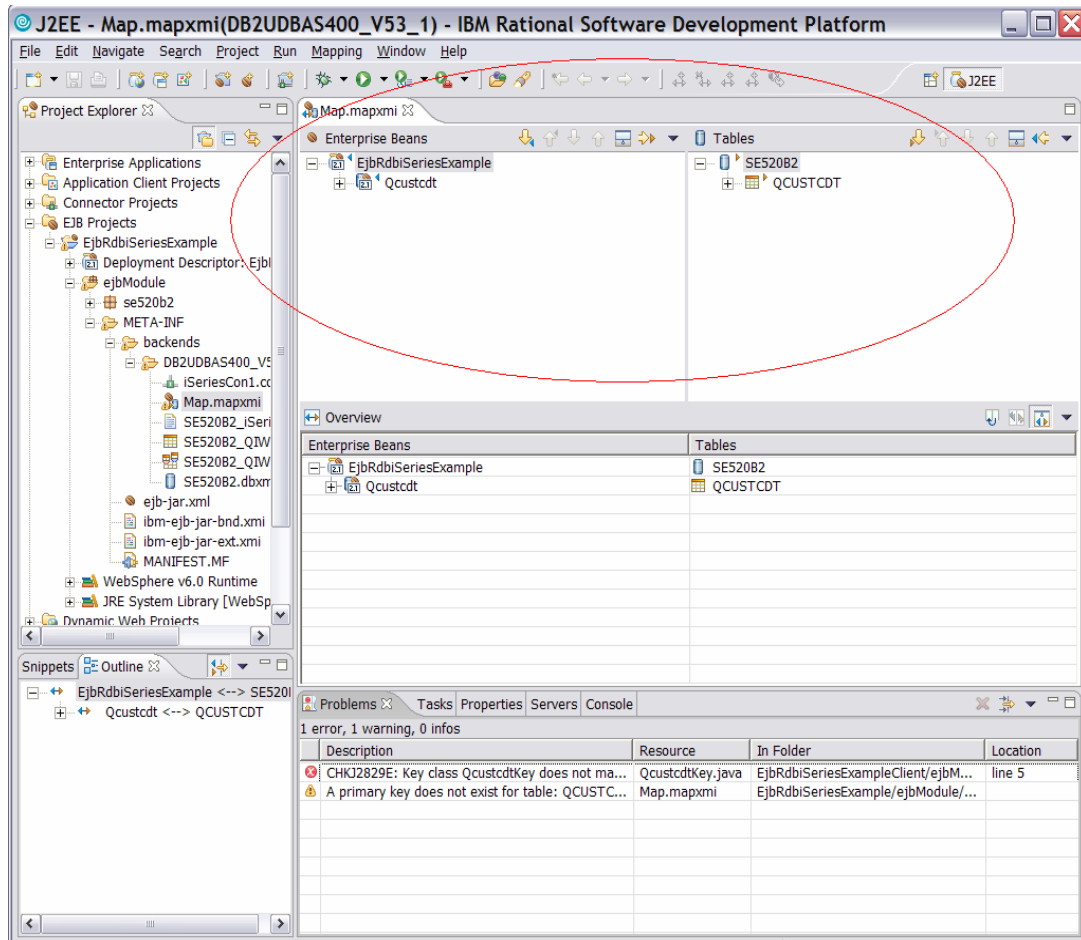 J2EE - Map.mapxmi(DB2UDBAS400_V53_1) - IBM Rational Software Development Platform
File Edit Navigate Search Project Run Mapping Window Help
J2EE
Project Explorer
Enterprise Applications
Application Client Projects
Connector Projects
EJB Projects
EjbRdbiSeriesExample
Deployment Descriptor: Ejb
ejbModule
se520b2
META-INF
backends
DB2UDBAS400_V5
iSeriesCon1.co
Map.mapxmi
SE520B2_iSeri
SE520B2_QIW
SE520B2_QIW
SE520B2.dbxm
ejb-jar.xml
ibm-ejb-jar-bnd.xmi
ibm-ejb-jar-ext.xmi
MANIFEST.MF
WebSphere v6.0 Runtime
JRE System Library [WebSp
Dynamic Web Projects
Snippets Outline
EjbRdbiSeriesExample <--> SE520
Qcustcdt <--> QCUSTCDT
Map.mapxmi
Enterprise Beans Tables
EjbRdbiSeriesExample SE520B2
Qcustcdt QCUSTCDT
Overview
Enterprise Beans Tables
EjbRdbiSeriesExample SE520B2
Qcustcdt QCUSTCDT
Problems Tasks Properties Servers Console
1 error, 1 warning, 0 infos
Description Resource In Folder Location
CHKJ2829E: Key class QcustcdtKey does not ma... QcustcdtKey.java EjbRdbiSeriesExampleClient/ejbM... line 5
A primary key does not exist for table: QCUSTC... Map.mapxmi EjbRdbiSeriesExample/ejbModule/...